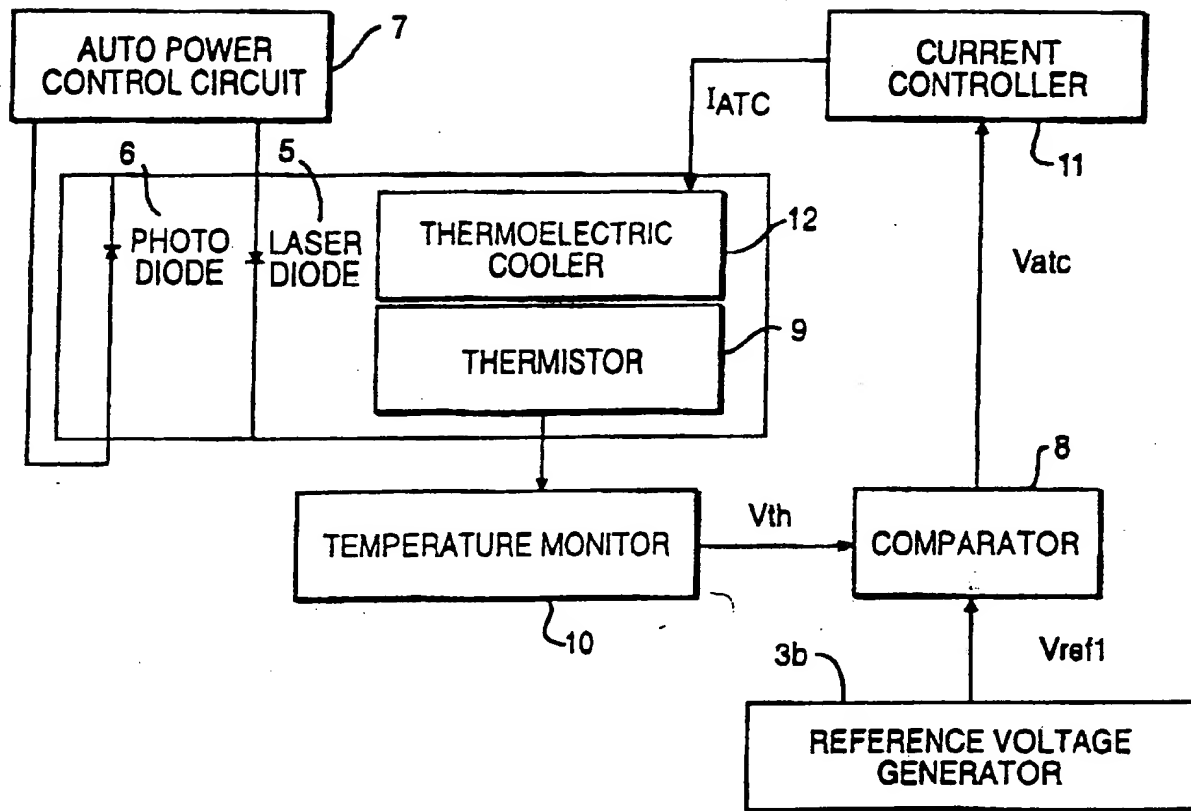 AUTO POWER
CONTROL CIRCUIT
7
CURRENT
CONTROLLER
11
IATC
6
PHOTO
DIODE
5
LASER
DIODE
THERMOELECTRIC
COOLER
12
THERMISTOR
9
Vatc
TEMPERATURE MONITOR
10
Vth
8
COMPARATOR
Vref1
3b
REFERENCE VOLTAGE
GENERATOR